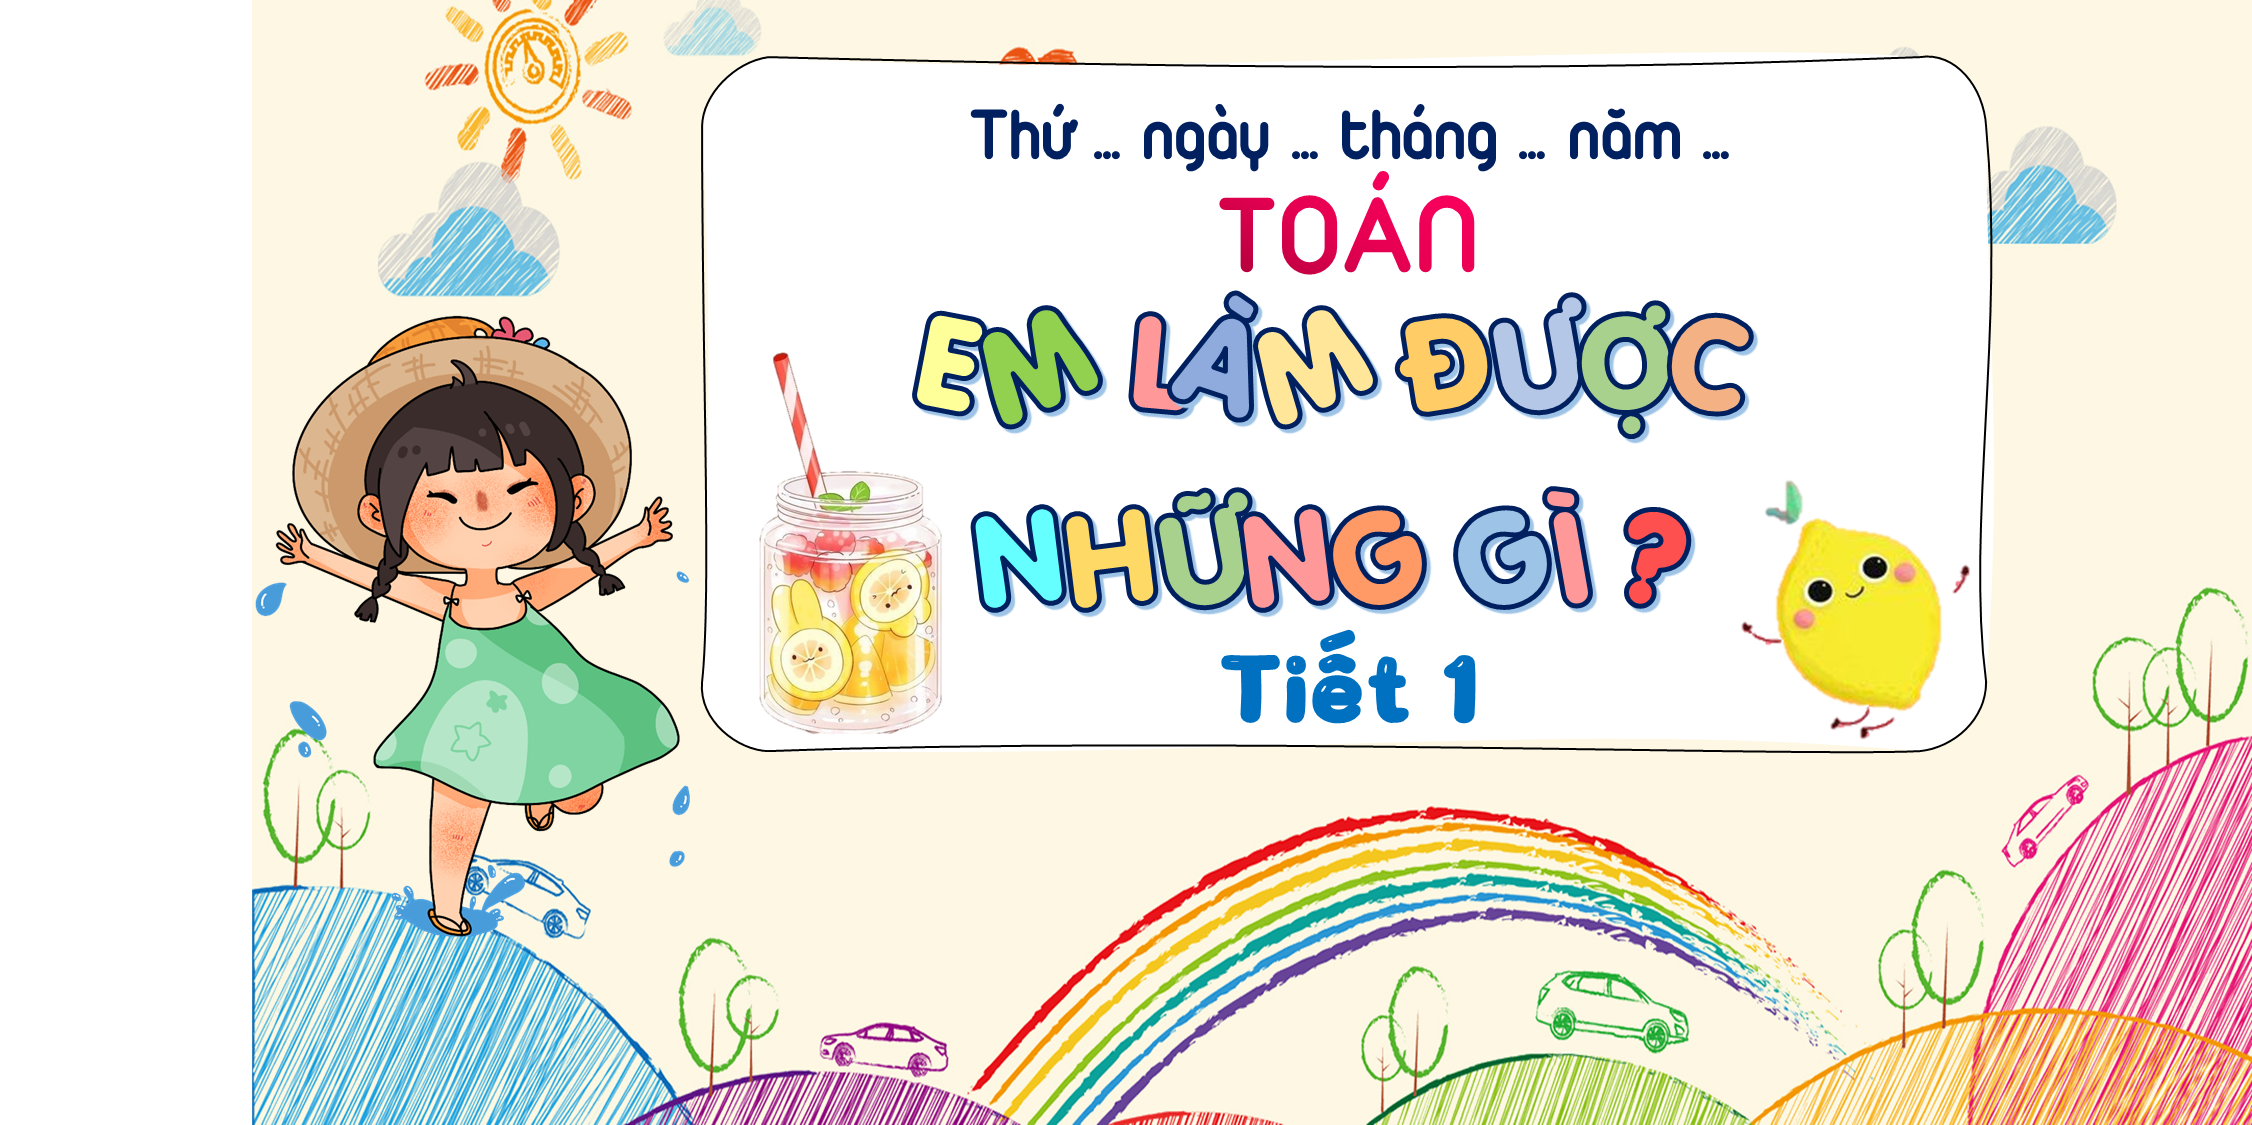 Thứ ... ngày ... tháng ... năm ...
TOÁN
EM LÀM ĐƯỢC
NHỮNG GÌ ?
Tiết 1